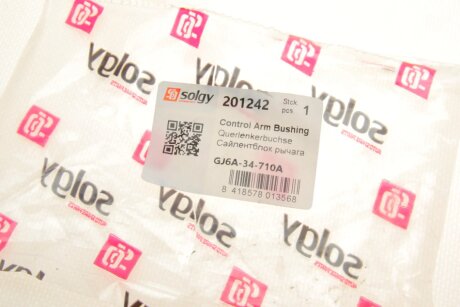 solgy 201242 Stck. pcs. 1
Control Arm Bushing
Querlenkerbuchse
Сайлентблок рычага
GJ6A-34-710A
8 418578 013568
solgy
solgy
solgy
solgy
solgy